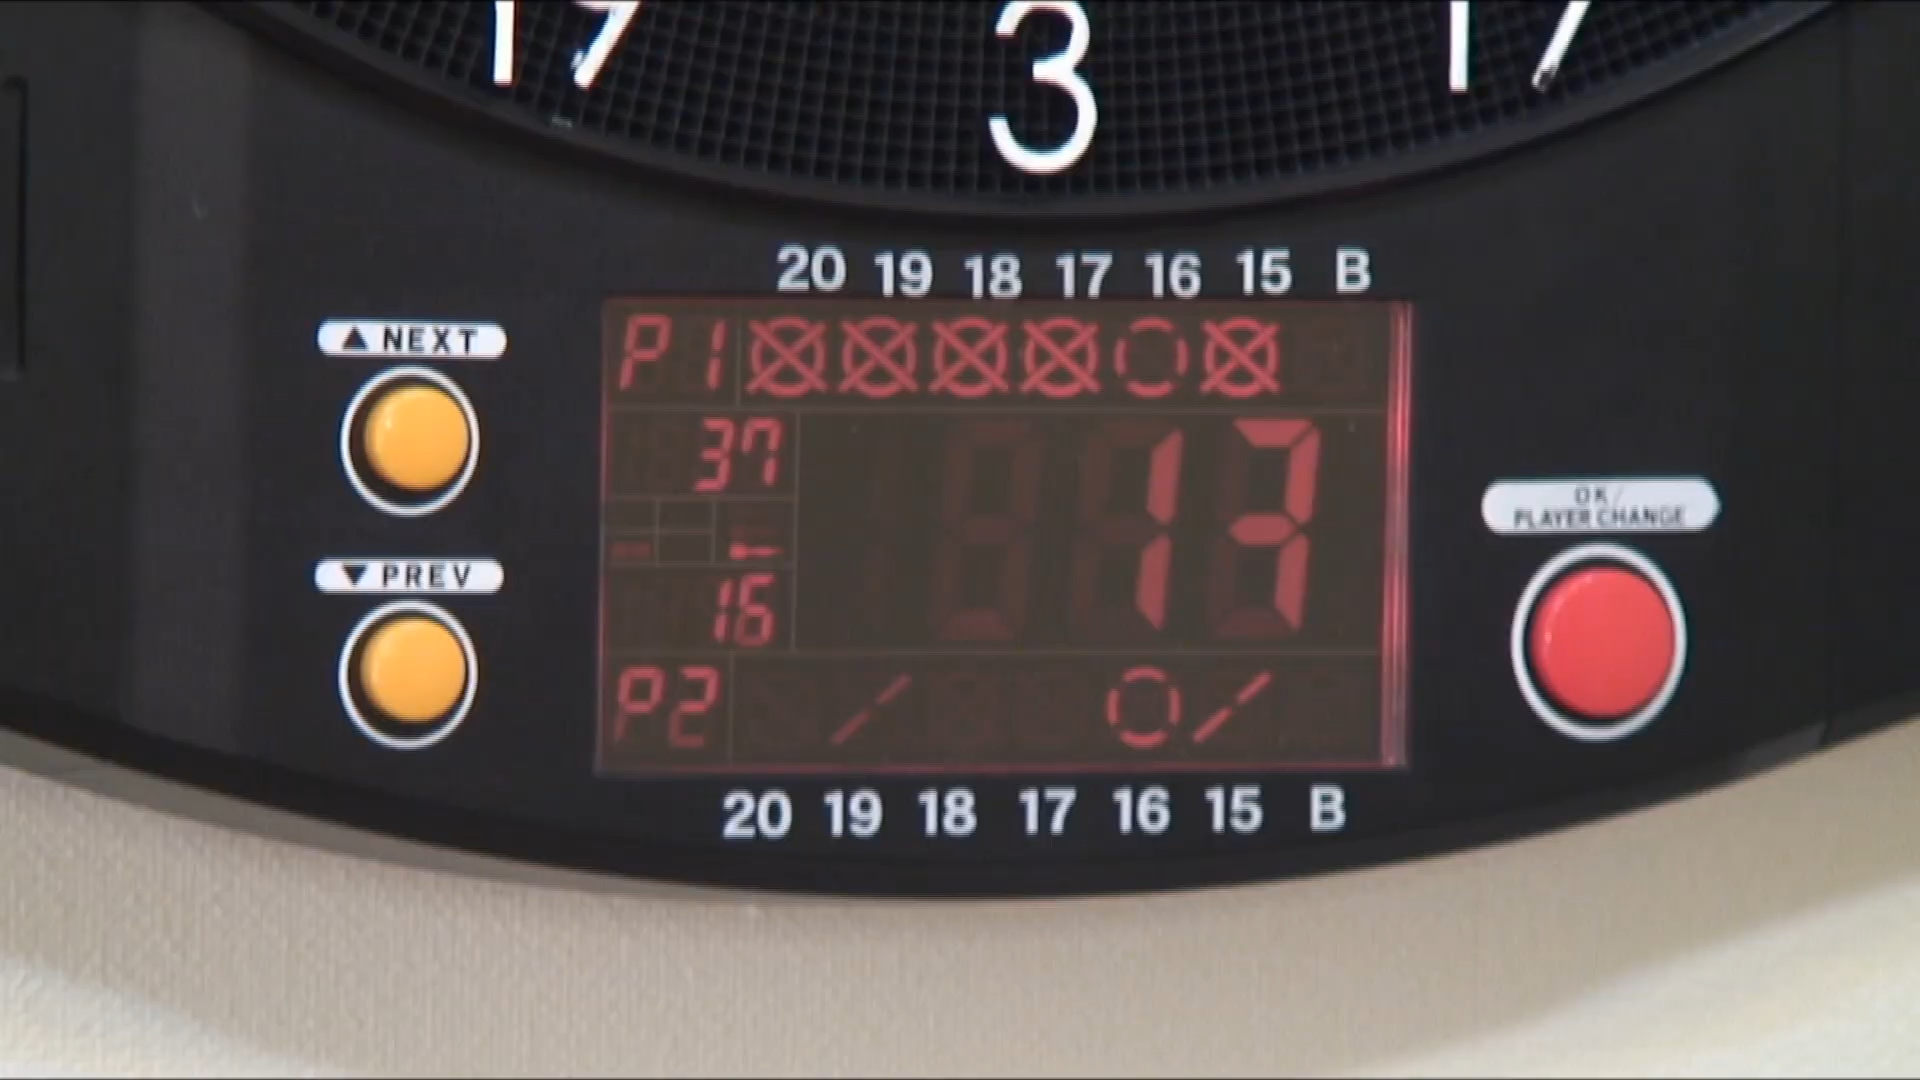 17 3 17
20 19 18 17 16 15 B
▲ NEXT
P1
37
13
OK /
PLAYER CHANGE
▼ PREV
16
P2
20 19 18 17 16 15 B